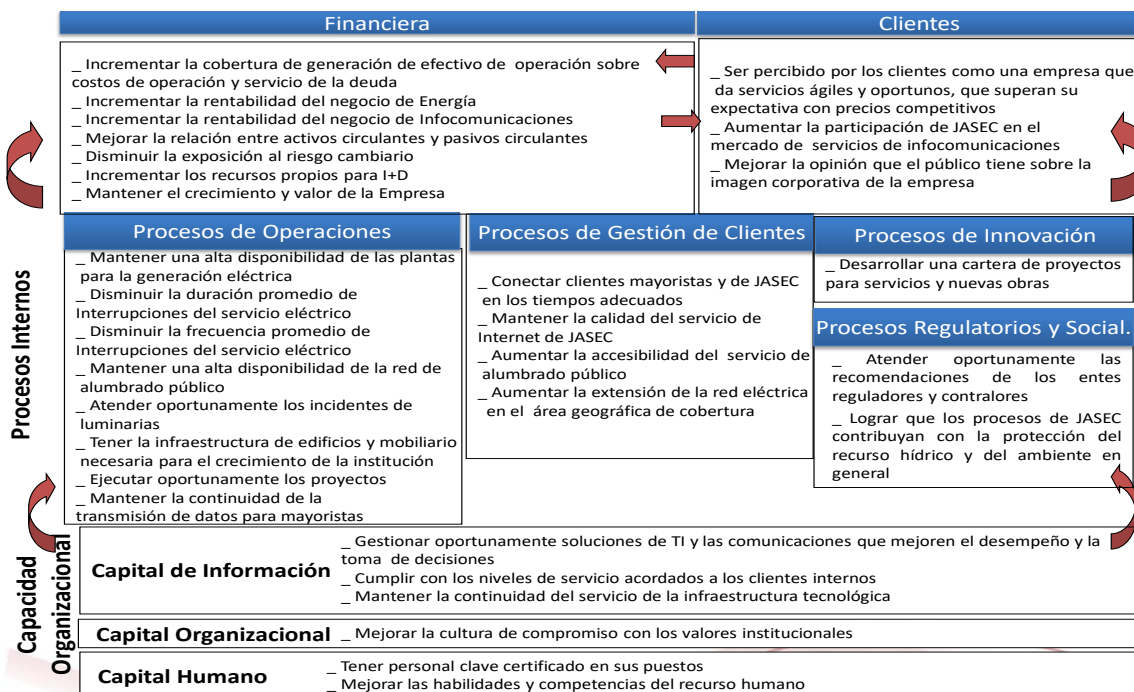 Financiera
_ Incrementar la cobertura de generación de efectivo de operación sobre
costos de operación y servicio de la deuda
_ Incrementar la rentabilidad del negocio de Energía
_ Incrementar la rentabilidad del negocio de Infocomunicaciones
_ Mejorar la relación entre activos circulantes y pasivos circulantes
_ Disminuir la exposición al riesgo cambiario
_ Incrementar los recursos propios para I+D
_ Mantener el crecimiento y valor de la Empresa
Clientes
_ Ser percibido por los clientes como una empresa que
da servicios ágiles y oportunos, que superan su
expectativa con precios competitivos
_ Aumentar la participación de JASEC en el
mercado de servicios de infocomunicaciones
_ Mejorar la opinión que el público tiene sobre la
imagen corporativa de la empresa
Procesos Internos
Procesos de Operaciones
_ Mantener una alta disponibilidad de las plantas
para la generación eléctrica
_ Disminuir la duración promedio de
Interrupciones del servicio eléctrico
_ Disminuir la frecuencia promedio de
Interrupciones del servicio eléctrico
_ Mantener una alta disponibilidad de la red de
alumbrado público
_ Atender oportunamente los incidentes de
luminarias
_ Tener la infraestructura de edificios y mobiliario
necesaria para el crecimiento de la institución
_ Ejecutar oportunamente los proyectos
_ Mantener la continuidad de la
transmisión de datos para mayoristas
Procesos de Gestión de Clientes
_ Conectar clientes mayoristas y de JASEC
en los tiempos adecuados
_ Mantener la calidad del servicio de
Internet de JASEC
_ Aumentar la accesibilidad del servicio de
alumbrado público
_ Aumentar la extensión de la red eléctrica
en el área geográfica de cobertura
Procesos de Innovación
_ Desarrollar una cartera de proyectos
para servicios y nuevas obras
Procesos Regulatorios y Social.
_ Atender oportunamente las
recomendaciones de los entes
reguladores y contralores
_ Lograr que los procesos de JASEC
contribuyan con la protección del
recurso hídrico y del ambiente en
general
Capacidad
Organizacional
Capital de Información
_ Gestionar oportunamente soluciones de TI y las comunicaciones que mejoren el desempeño y la
toma de decisiones
_ Cumplir con los niveles de servicio acordados a los clientes internos
_ Mantener la continuidad del servicio de la infraestructura tecnológica
Capital Organizacional
_ Mejorar la cultura de compromiso con los valores institucionales
Capital Humano
_ Tener personal clave certificado en sus puestos
_ Mejorar las habilidades y competencias del recurso humano